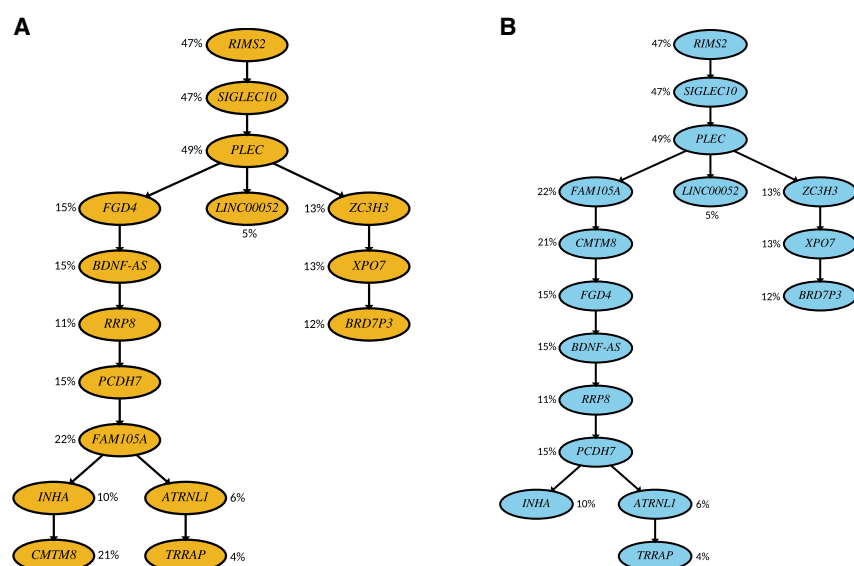 A
47% RIMS2
47% SIGLEC10
49% PLEC
15% FGD4
LINC00052
5%
13% ZC3H3
15% BDNF-AS
13% XPO7
11% RRP8
12% BRD7P3
15% PCDH7
22% FAM105A
INHA 10%
ATRNL1 6%
CMTM8 21%
TRRAP 4%
B
47% RIMS2
47% SIGLEC10
49% PLEC
22% FAM105A
LINC00052
5%
13% ZC3H3
21% CMTM8
13% XPO7
15% FGD4
12% BRD7P3
15% BDNF-AS
11% RRP8
15% PCDH7
INHA 10%
ATRNL1 6%
TRRAP 4%